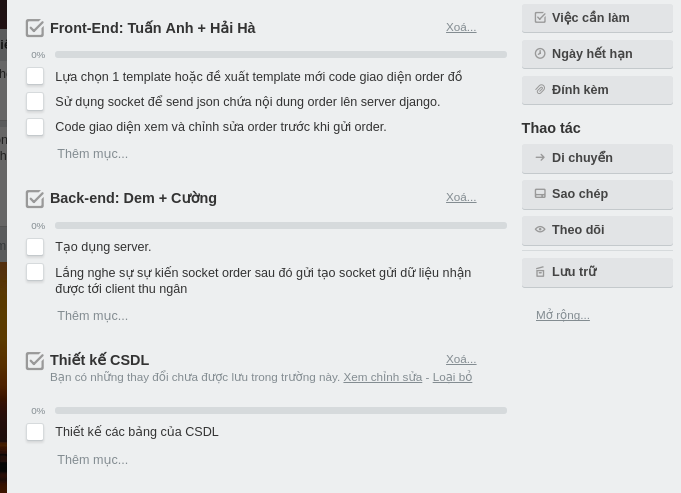 Front-End: Tuấn Anh + Hải Hà
Xoá...
0%
Lựa chọn 1 template hoặc đề xuất template mới code giao diện order đồ
Sử dụng socket để send json chứa nội dung order lên server django.
Code giao diện xem và chỉnh sửa order trước khi gửi order.
Thêm mục...
Back-end: Dem + Cường
Xoá...
0%
Tạo dựng server.
Lắng nghe sự sự kiến socket order sau đó gửi tạo socket gửi dữ liệu nhận
được tới client thu ngân
Thêm mục...
Thiết kế CSDL
Xoá...
Bạn có những thay đổi chưa được lưu trong trường này. Xem chỉnh sửa - Loại bỏ
0%
Thiết kế các bảng của CSDL
Thêm mục...
Việc cần làm
Ngày hết hạn
Đính kèm
Thao tác
Di chuyển
Sao chép
Theo dõi
Lưu trữ
Mở rộng...